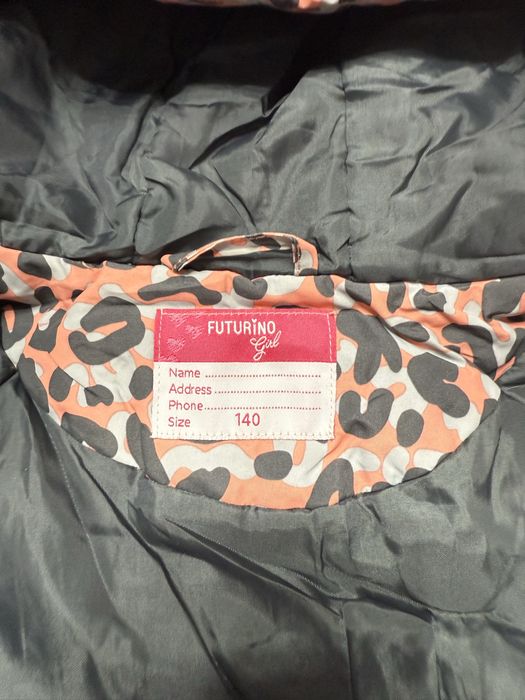 FUTURINO
Girl
Name..............................
Address..........................
Phone..............................
Size 140